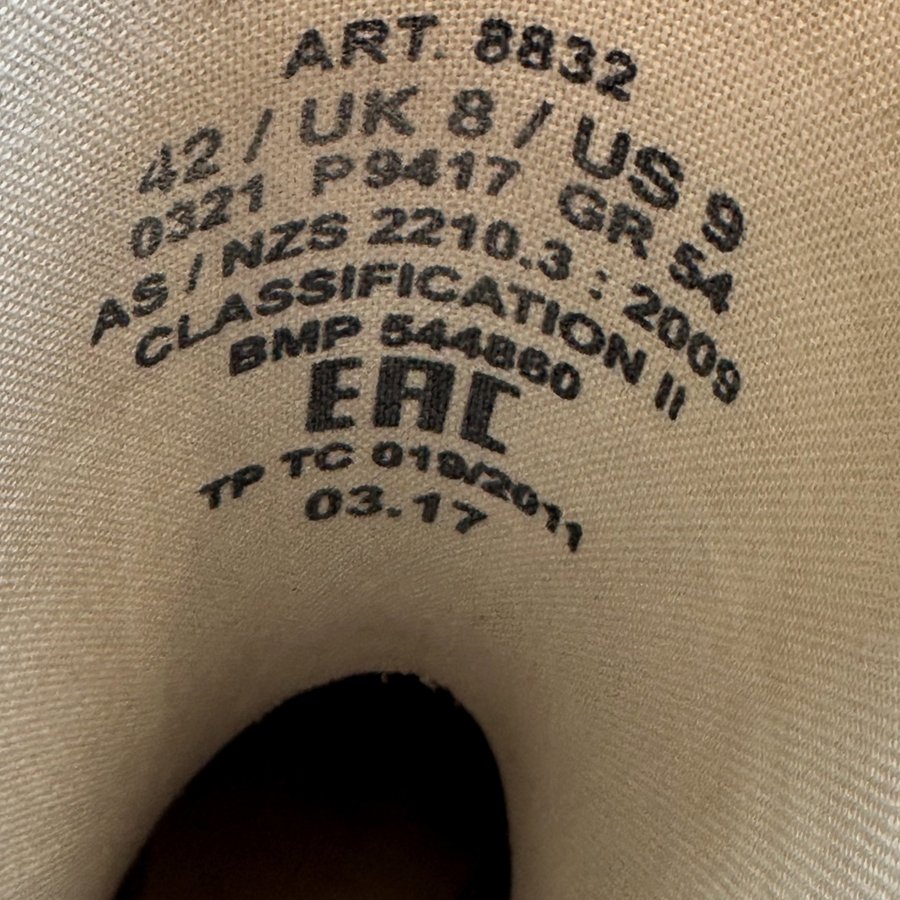 ART. 8832
42 / UK 8 / US 9
0321 P9417 GR 54
AS / NZS 2210.3 : 2009
CLASSIFICATION II
BMP 544860
EAC
TP TC 019/2011
03.17